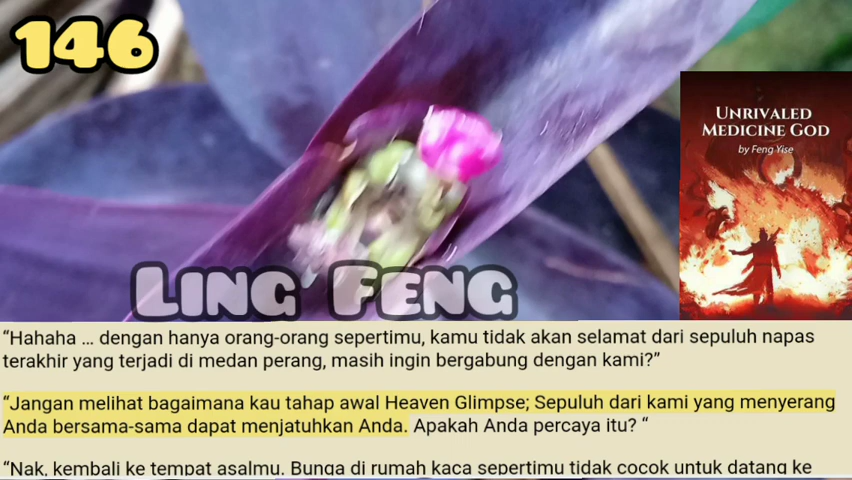 146
UNRIVALED
MEDICINE GOD
by Feng Yise
LING FENG
“Hahaha ... dengan hanya orang-orang sepertimu, kamu tidak akan selamat dari sepuluh napas
terakhir yang terjadi di medan perang, masih ingin bergabung dengan kami?”
“Jangan melihat bagaimana kau tahap awal Heaven Glimpse; Sepuluh dari kami yang menyerang
Anda bersama-sama dapat menjatuhkan Anda. Apakah Anda percaya itu? “
“Nak, kembali ke tempat asalmu. Bunga di rumah kaca sepertimu tidak cocok untuk datang ke